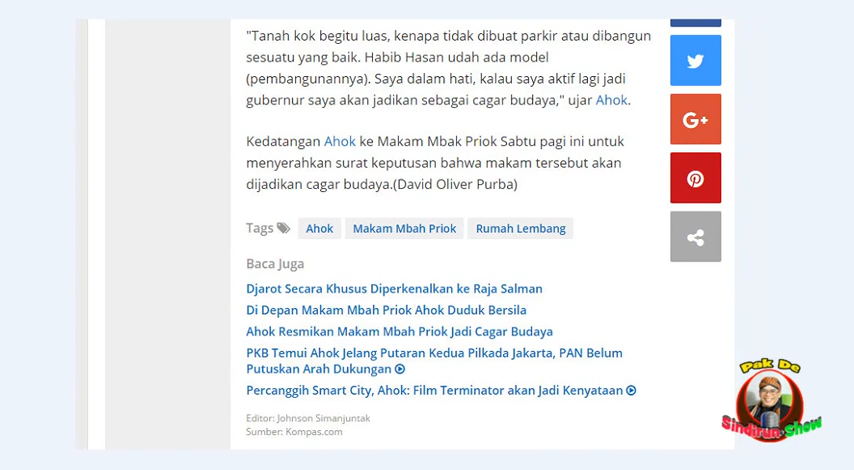 "Tanah kok begitu luas, kenapa tidak dibuat parkir atau dibangun
sesuatu yang baik. Habib Hasan udah ada model
(pembangunannya). Saya dalam hati, kalau saya aktif lagi jadi
gubernur saya akan jadikan sebagai cagar budaya," ujar Ahok.
Kedatangan Ahok ke Makam Mbak Priok Sabtu pagi ini untuk
menyerahkan surat keputusan bahwa makam tersebut akan
dijadikan cagar budaya.(David Oliver Purba)
Tags Ahok Makam Mbah Priok Rumah Lembang
Baca Juga
Djarot Secara Khusus Diperkenalkan ke Raja Salman
Di Depan Makam Mbah Priok Ahok Duduk Bersila
Ahok Resmikan Makam Mbah Priok Jadi Cagar Budaya
PKB Temui Ahok Jelang Putaran Kedua Pilkada Jakarta, PAN Belum
Putuskan Arah Dukungan
Percanggih Smart City, Ahok: Film Terminator akan Jadi Kenyataan
Editor: Johnson Simanjuntak
Sumber: Kompas.com
G+
Pak De
Sindiran Show